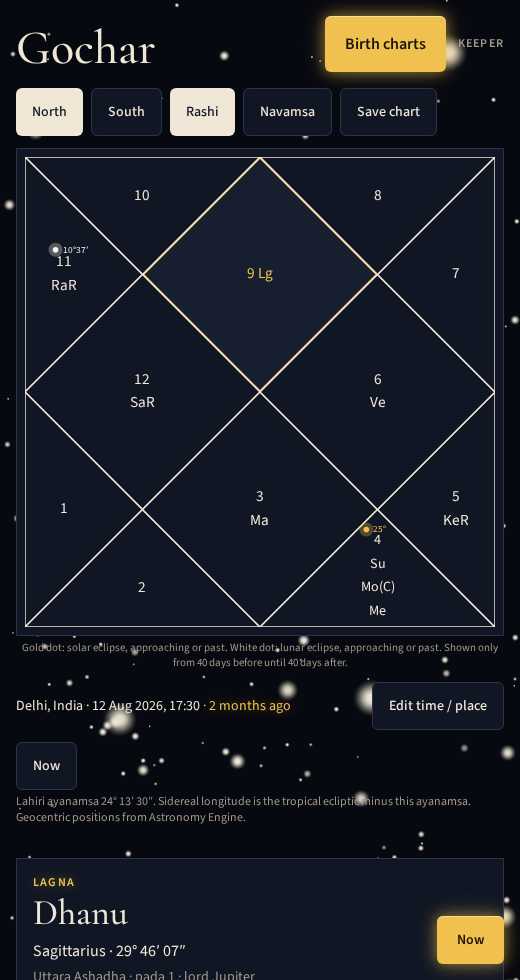 Gochar
Birth charts
KEEPER
North
South
Rashi
Navamsa
Save chart
10
8
10°37′
11
RaR
9 Lg
7
12
SaR
6
Ve
1
3
Ma
5
KeR
25°
4
Su
Mo(C)
Me
2
Gold dot: solar eclipse, approaching or past. White dot: lunar eclipse, approaching or past. Shown only
from 40 days before until 40 days after.
Delhi, India · 12 Aug 2026, 17:30 · 2 months ago
Edit time / place
Now
Lahiri ayanamsa 24° 13′ 30″. Sidereal longitude is the tropical ecliptic minus this ayanamsa.
Geocentric positions from Astronomy Engine.
LAGNA
Dhanu
Sagittarius · 29° 46′ 07″
Now
Uttara Ashadha · pada 1 · lord Jupiter